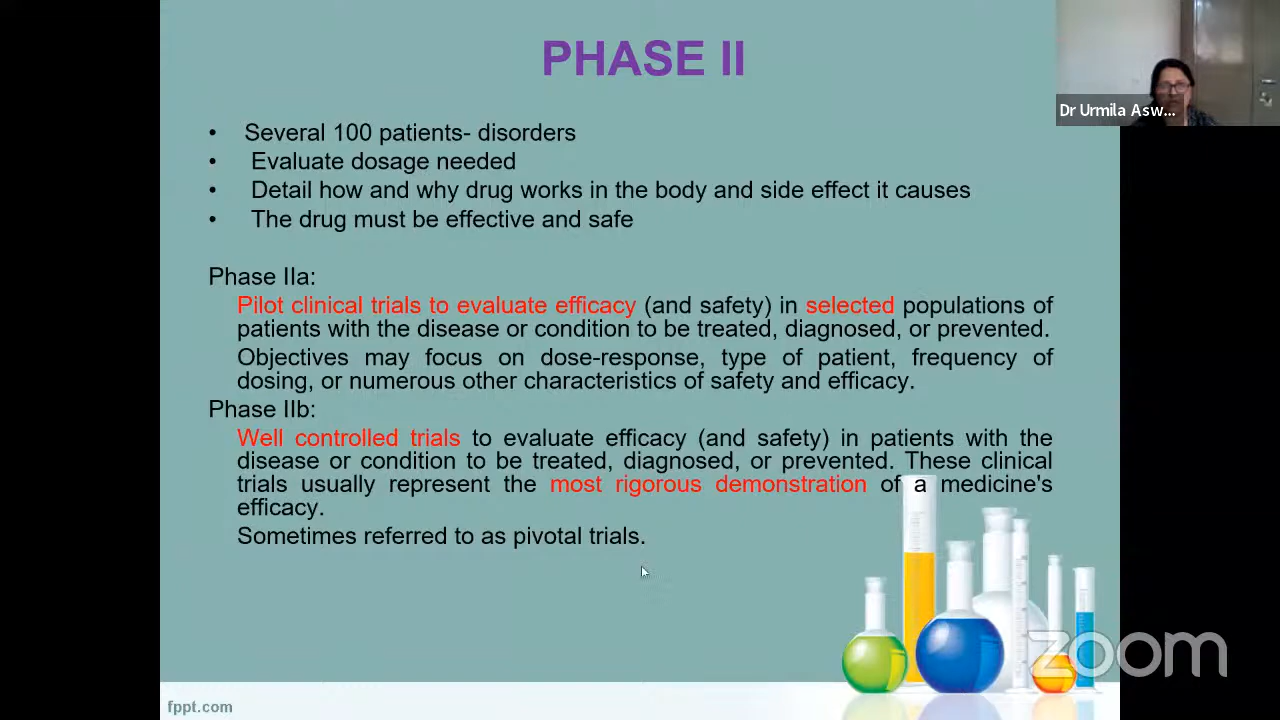 PHASE II
Dr Urmila Asw...
• Several 100 patients- disorders
• Evaluate dosage needed
• Detail how and why drug works in the body and side effect it causes
• The drug must be effective and safe
Phase IIa:
Pilot clinical trials to evaluate efficacy (and safety) in selected populations of
patients with the disease or condition to be treated, diagnosed, or prevented.
Objectives may focus on dose-response, type of patient, frequency of
dosing, or numerous other characteristics of safety and efficacy.
Phase IIb:
Well controlled trials to evaluate efficacy (and safety) in patients with the
disease or condition to be treated, diagnosed, or prevented. These clinical
trials usually represent the most rigorous demonstration of a medicine's
efficacy.
Sometimes referred to as pivotal trials.
zoom
fppt.com